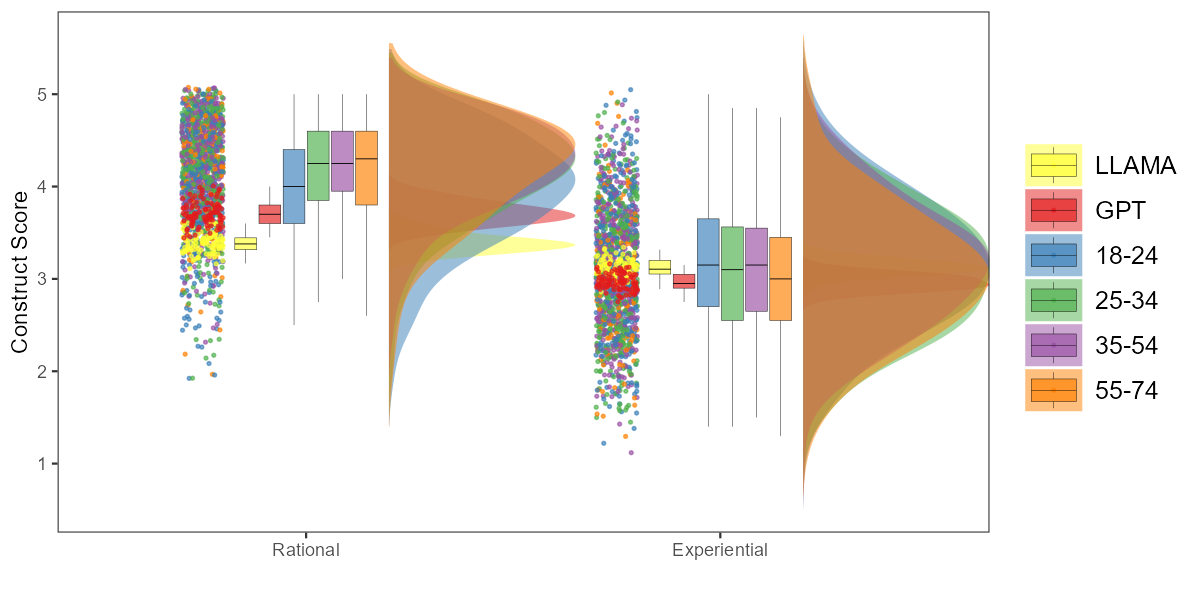 Construct Score
5
4
3
2
1
Rational
Experiential
LLAMA
GPT
18-24
25-34
35-54
55-74